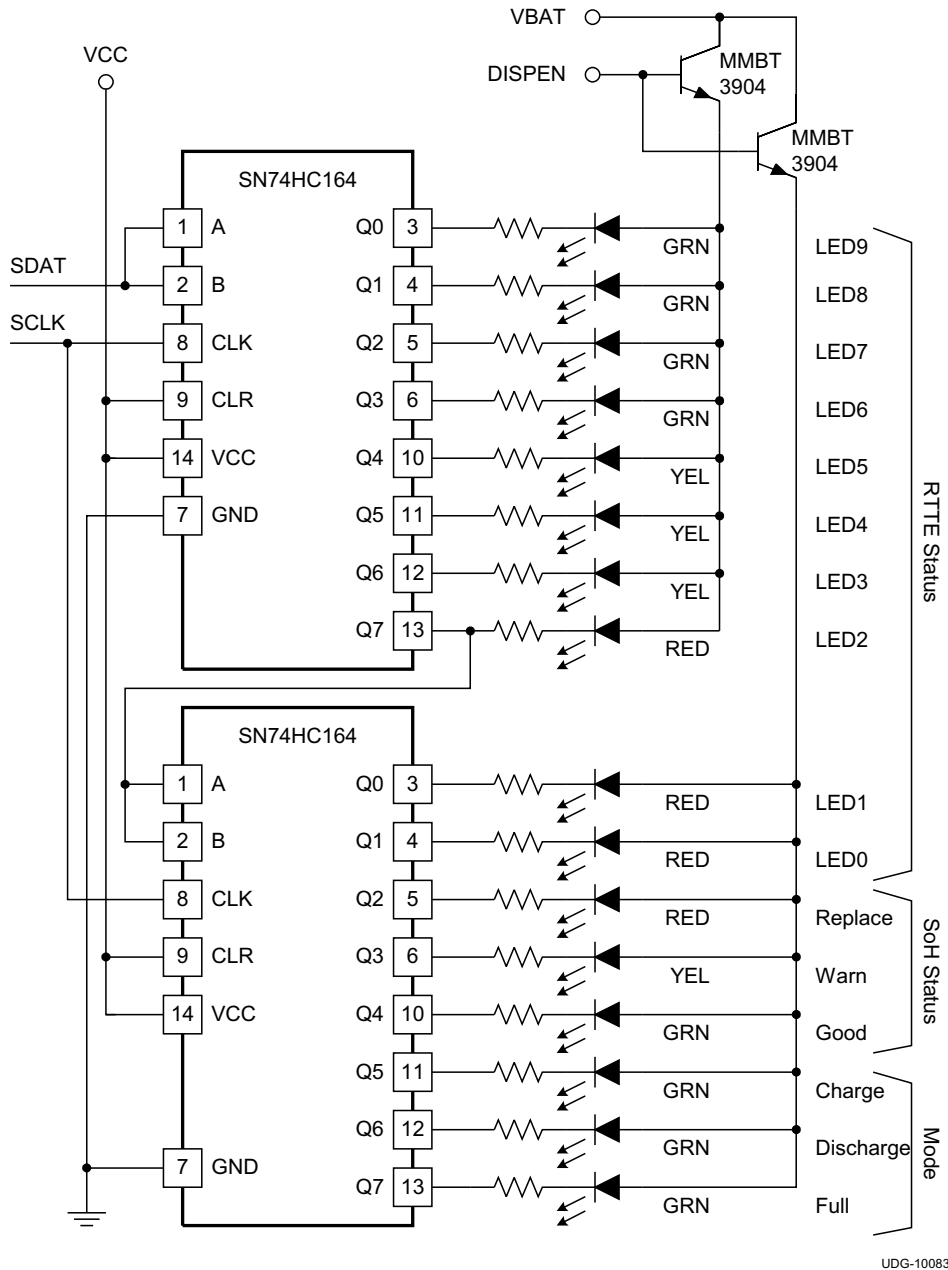 VBAT
VCC
DISPEN
MMBT
3904
MMBT
3904
SN74HC164
1 A Q0 3 GRN LED9
SDAT
2 B Q1 4 GRN LED8
SCLK
8 CLK Q2 5 GRN LED7
9 CLR Q3 6 GRN LED6
14 VCC Q4 10 YEL LED5
7 GND Q5 11 YEL LED4
Q6 12 YEL LED3
Q7 13 RED LED2
RTTE Status
SN74HC164
1 A Q0 3 RED LED1
2 B Q1 4 RED LED0
8 CLK Q2 5 RED Replace
9 CLR Q3 6 YEL Warn
14 VCC Q4 10 GRN Good
SoH Status
Q5 11 GRN Charge
Q6 12 GRN Discharge
7 GND Q7 13 GRN Full
Mode
UDG-10083